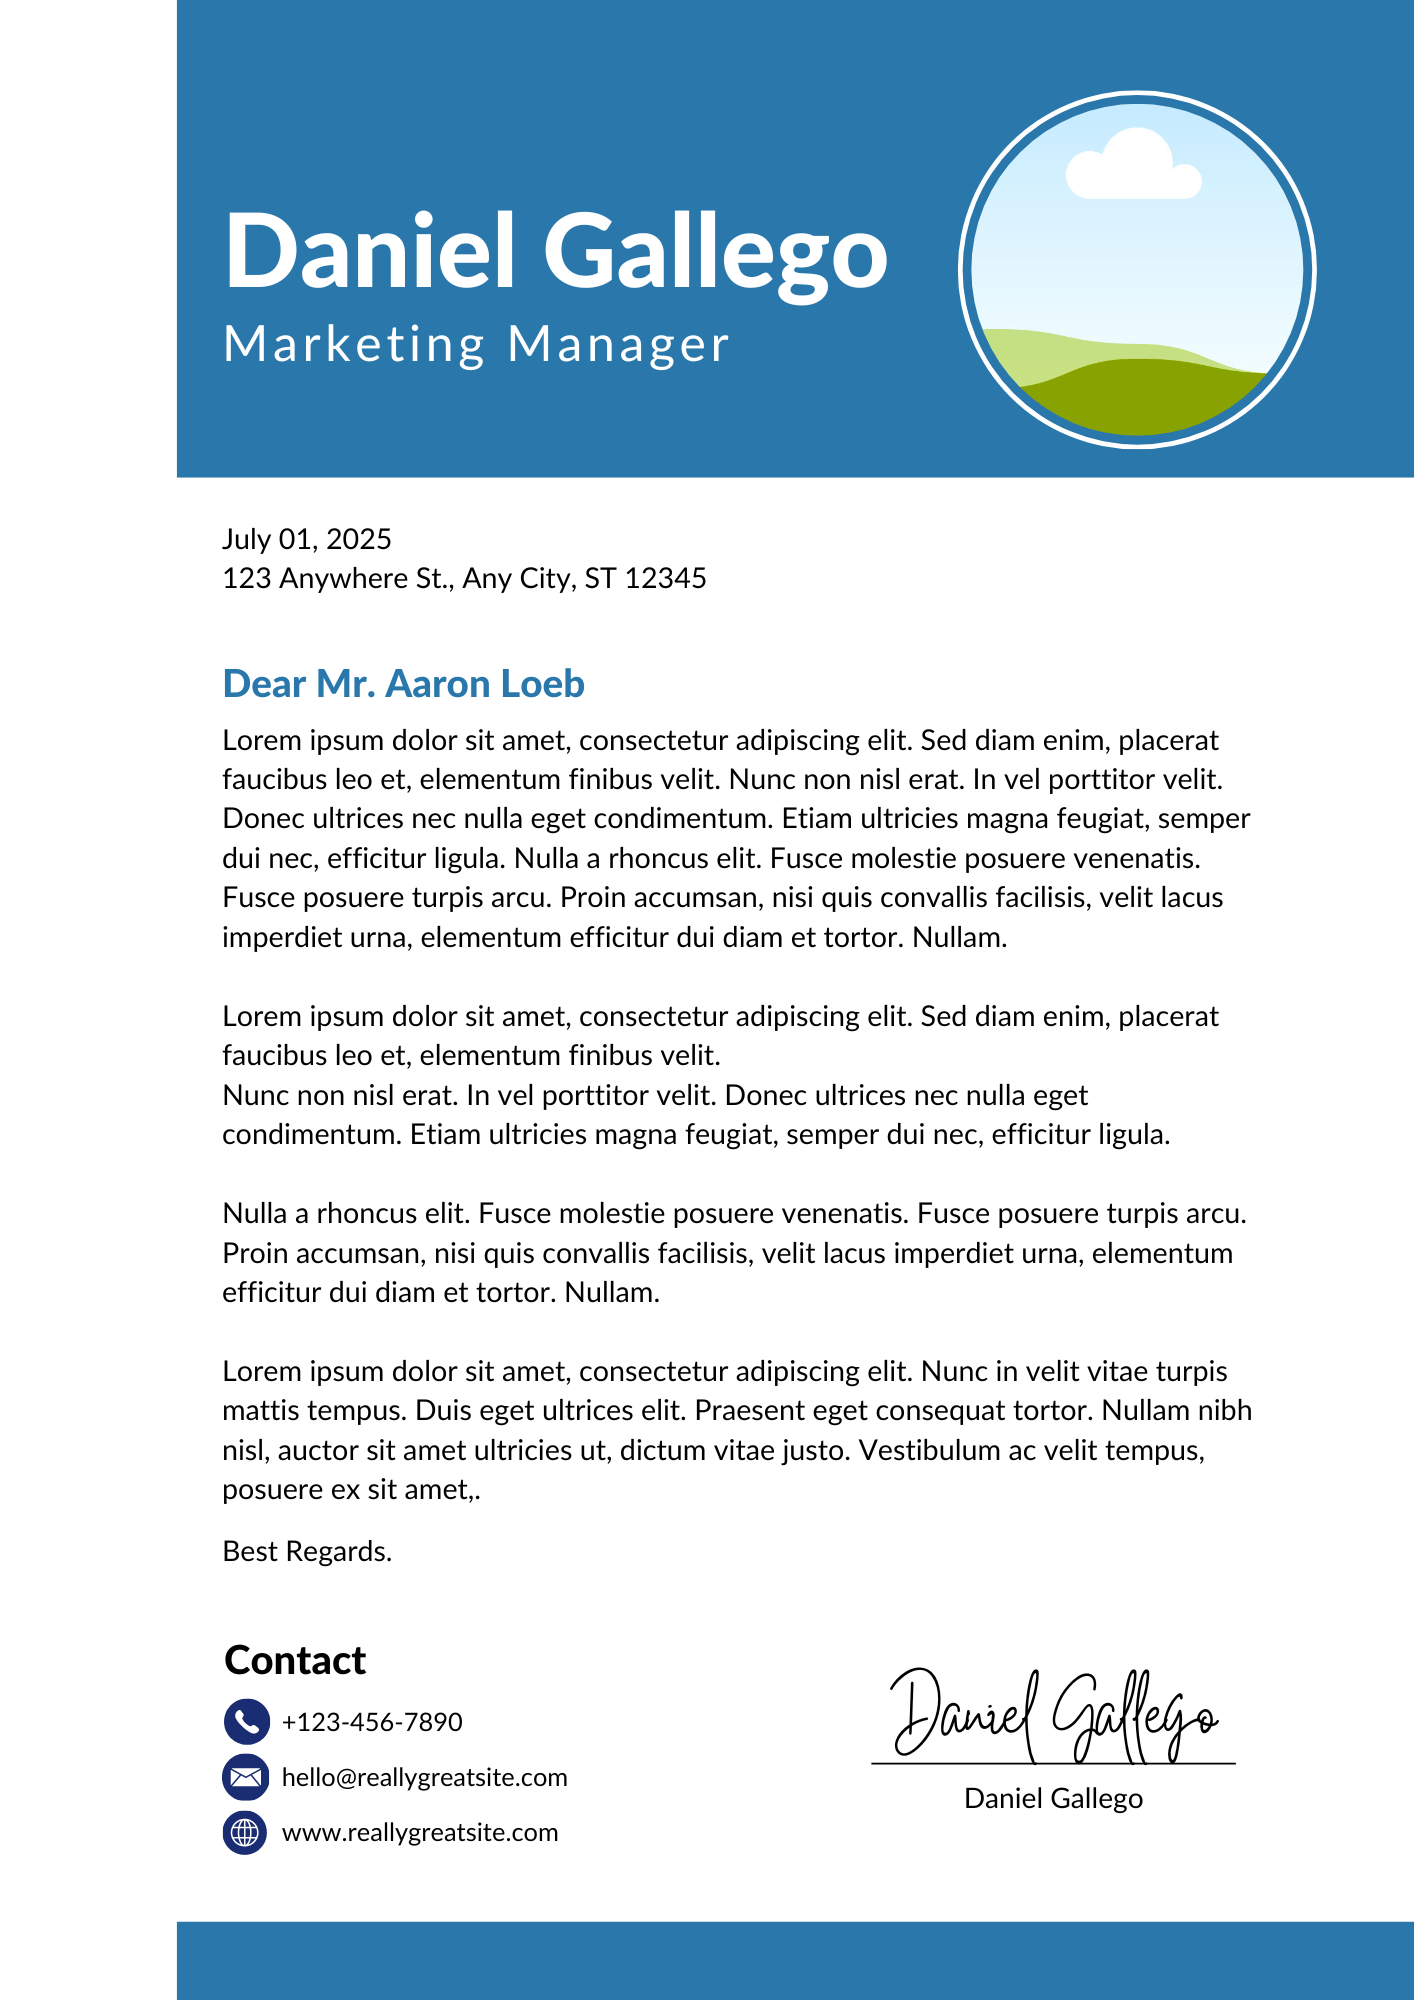 Daniel Gallego
Marketing Manager
July 01, 2025
123 Anywhere St., Any City, ST 12345
Dear Mr. Aaron Loeb
Lorem ipsum dolor sit amet, consectetur adipiscing elit. Sed diam enim, placerat
faucibus leo et, elementum finibus velit. Nunc non nisl erat. In vel porttitor velit.
Donec ultrices nec nulla eget condimentum. Etiam ultricies magna feugiat, semper
dui nec, efficitur ligula. Nulla a rhoncus elit. Fusce molestie posuere venenatis.
Fusce posuere turpis arcu. Proin accumsan, nisi quis convallis facilisis, velit lacus
imperdiet urna, elementum efficitur dui diam et tortor. Nullam.
Lorem ipsum dolor sit amet, consectetur adipiscing elit. Sed diam enim, placerat
faucibus leo et, elementum finibus velit.
Nunc non nisl erat. In vel porttitor velit. Donec ultrices nec nulla eget
condimentum. Etiam ultricies magna feugiat, semper dui nec, efficitur ligula.
Nulla a rhoncus elit. Fusce molestie posuere venenatis. Fusce posuere turpis arcu.
Proin accumsan, nisi quis convallis facilisis, velit lacus imperdiet urna, elementum
efficitur dui diam et tortor. Nullam.
Lorem ipsum dolor sit amet, consectetur adipiscing elit. Nunc in velit vitae turpis
mattis tempus. Duis eget ultrices elit. Praesent eget consequat tortor. Nullam nibh
nisl, auctor sit amet ultricies ut, dictum vitae justo. Vestibulum ac velit tempus,
posuere ex sit amet,.
Best Regards.
Contact
+123-456-7890
hello@reallygreatsite.com
www.reallygreatsite.com
Daniel Gallego
Daniel Gallego